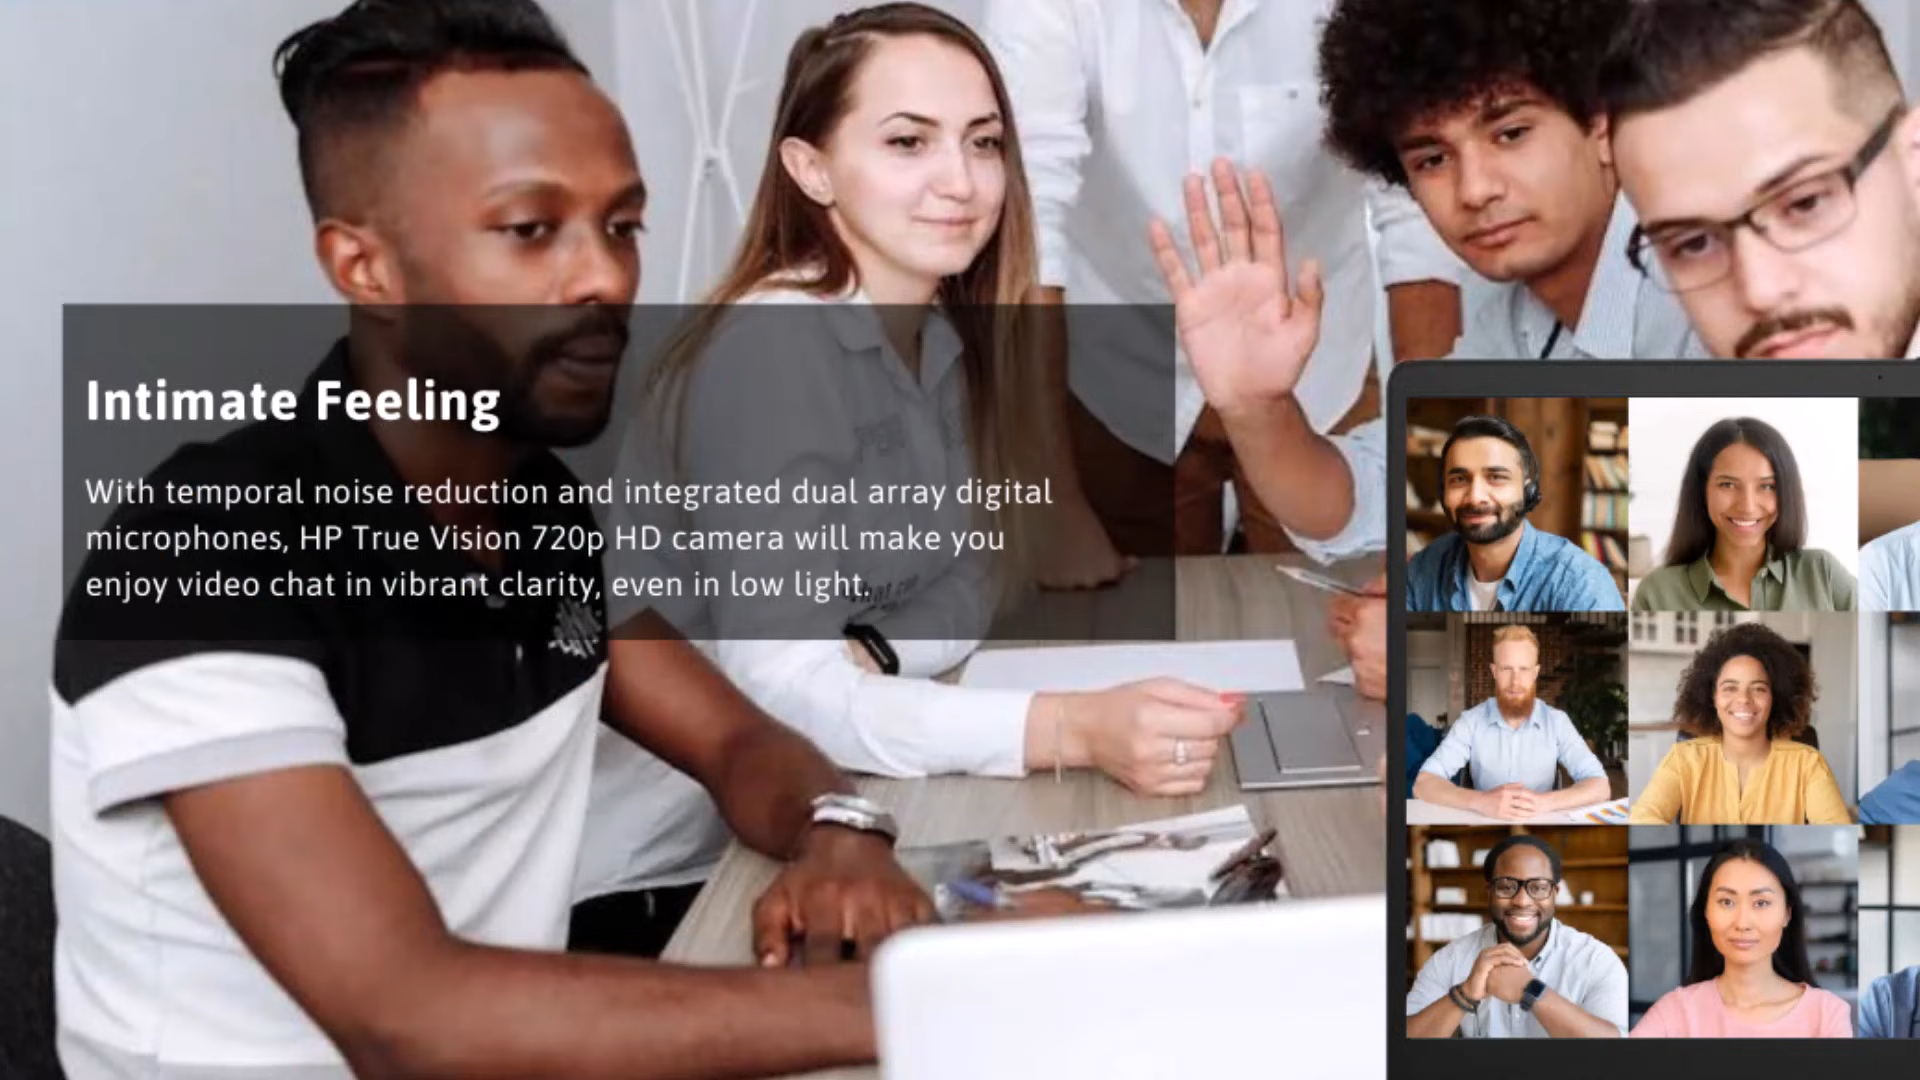 Intimate Feeling
With temporal noise reduction and integrated dual array digital
microphones, HP True Vision 720p HD camera will make you
enjoy video chat in vibrant clarity, even in low light.